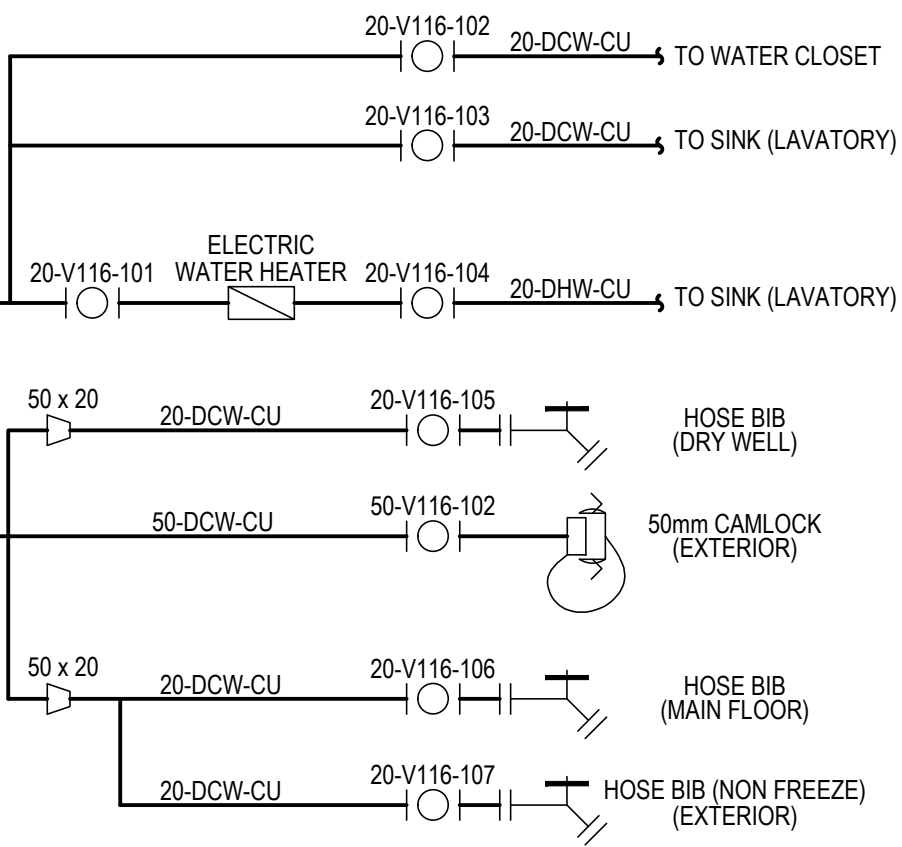 20-V116-102
20-DCW-CU
TO WATER CLOSET
20-V116-103
20-DCW-CU
TO SINK (LAVATORY)
ELECTRIC
WATER HEATER
20-V116-101
20-V116-104
20-DHW-CU
TO SINK (LAVATORY)
50 x 20
20-DCW-CU
20-V116-105
HOSE BIB
(DRY WELL)
50-DCW-CU
50-V116-102
50mm CAMLOCK
(EXTERIOR)
50 x 20
20-DCW-CU
20-V116-106
HOSE BIB
(MAIN FLOOR)
20-DCW-CU
20-V116-107
HOSE BIB (NON FREEZE)
(EXTERIOR)